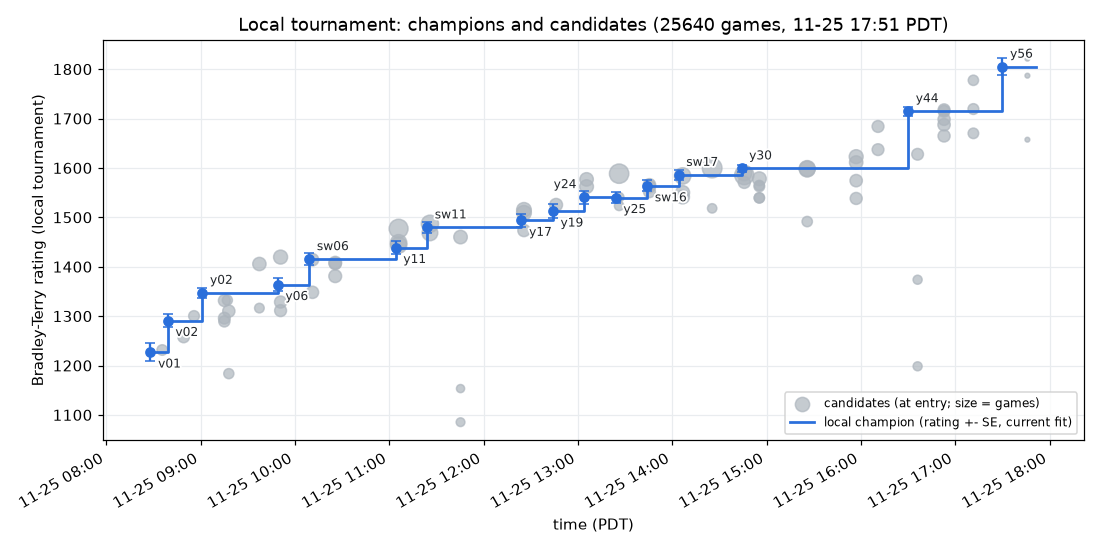 Local tournament: champions and candidates (25640 games, 11-25 17:51 PDT)
Bradley-Terry rating (local tournament)
1800
1700
1600
1500
1400
1300
1200
1100
y56
y44
y30
sw17
sw16
y24
y25
y19
y17
sw11
y11
sw06
y06
y02
v02
v01
candidates (at entry; size = games)
local champion (rating +- SE, current fit)
11-25 08:00
11-25 09:00
11-25 10:00
11-25 11:00
11-25 12:00
11-25 13:00
11-25 14:00
11-25 15:00
11-25 16:00
11-25 17:00
11-25 18:00
time (PDT)